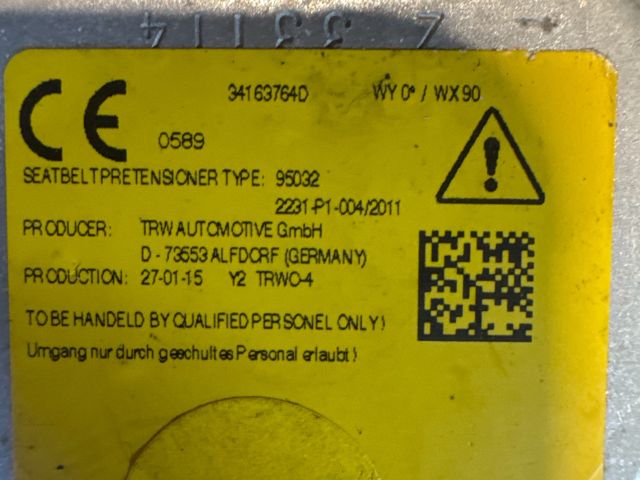 Z 33114
34163764D WY 0° / WX 90
CE 0589
SEATBELTPRETENSIONER TYPE: 95032
2231-P1-004/2011
PRODUCER: TRW AUTOMOTIVE GmbH
D - 73553 ALFDORF (GERMANY)
PRODUCTION: 27-01-15 Y2 TRWO-4
TO BE HANDELD BY QUALIFIED PERSONEL ONLY!
Umgang nur durch geschultes Personal erlaubt!